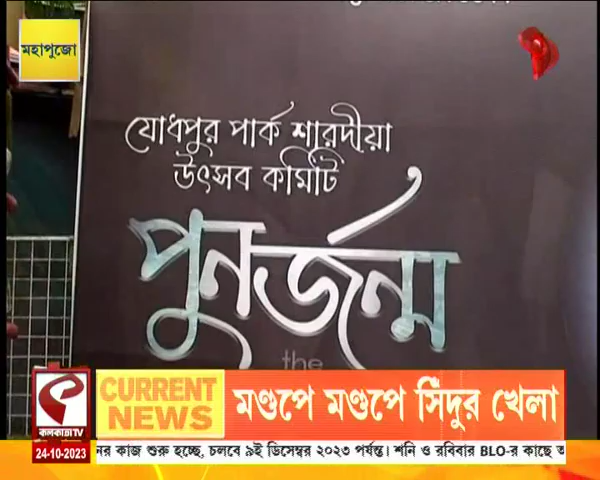 মহাপুজো
যোধপুর পার্ক শারদীয়া
উৎসব কমিটি
পুনর্জন্ম
the
CURRENT
NEWS
মণ্ডপে মণ্ডপে সিঁদুর খেলা
কলকাতা TV
24-10-2023
নর কাজ শুরু হচ্ছে, চলবে ৯ই ডিসেম্বর ২০২৩ পর্যন্ত। শনি ও রবিবার BLO-র কাছে